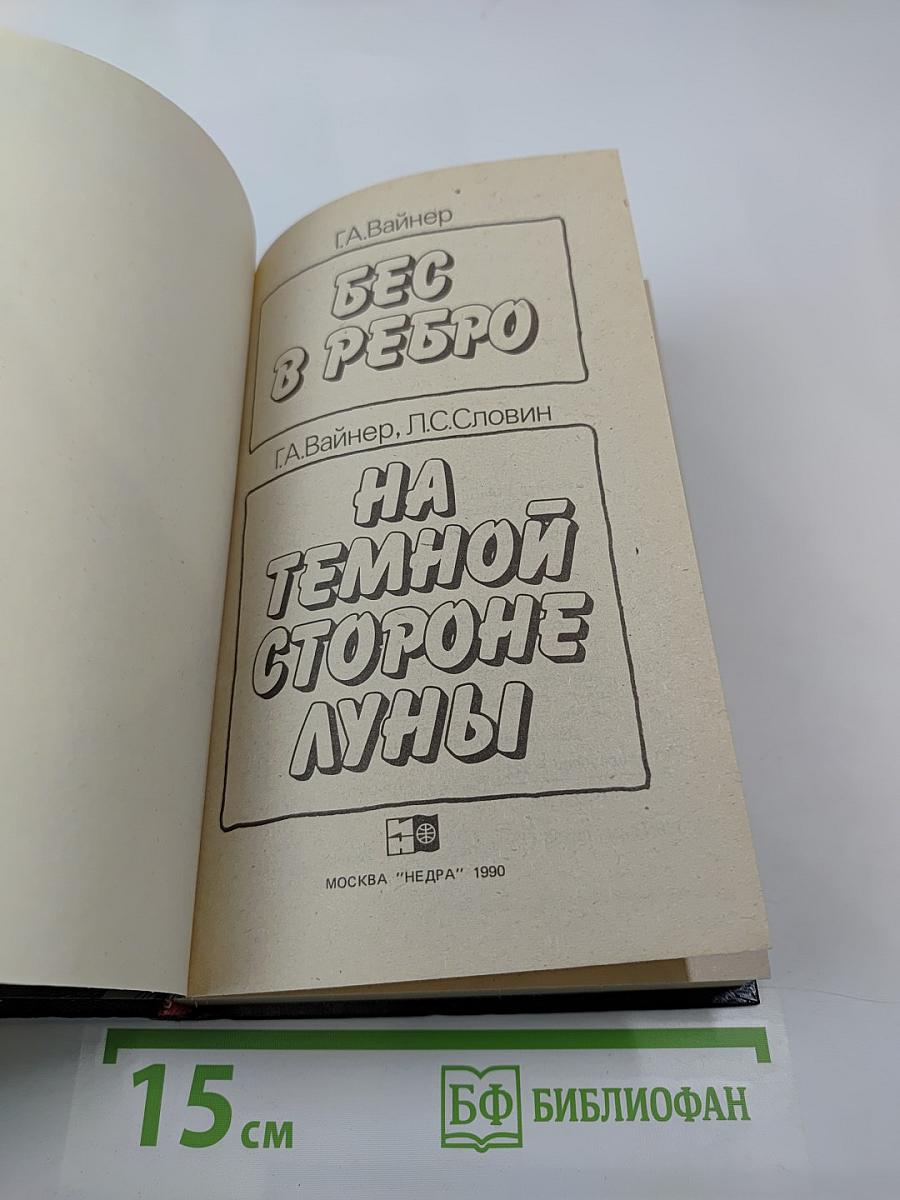 Г.А.Вайнер
БЕС
В РЕБРО
Г.А.Вайнер, Л.С.Словин
НА
ТЕМНОЙ
СТОРОНЕ
ЛУНЫ
МОСКВА "НЕДРА" 1990
15 см
БФ БИБЛИОФАН